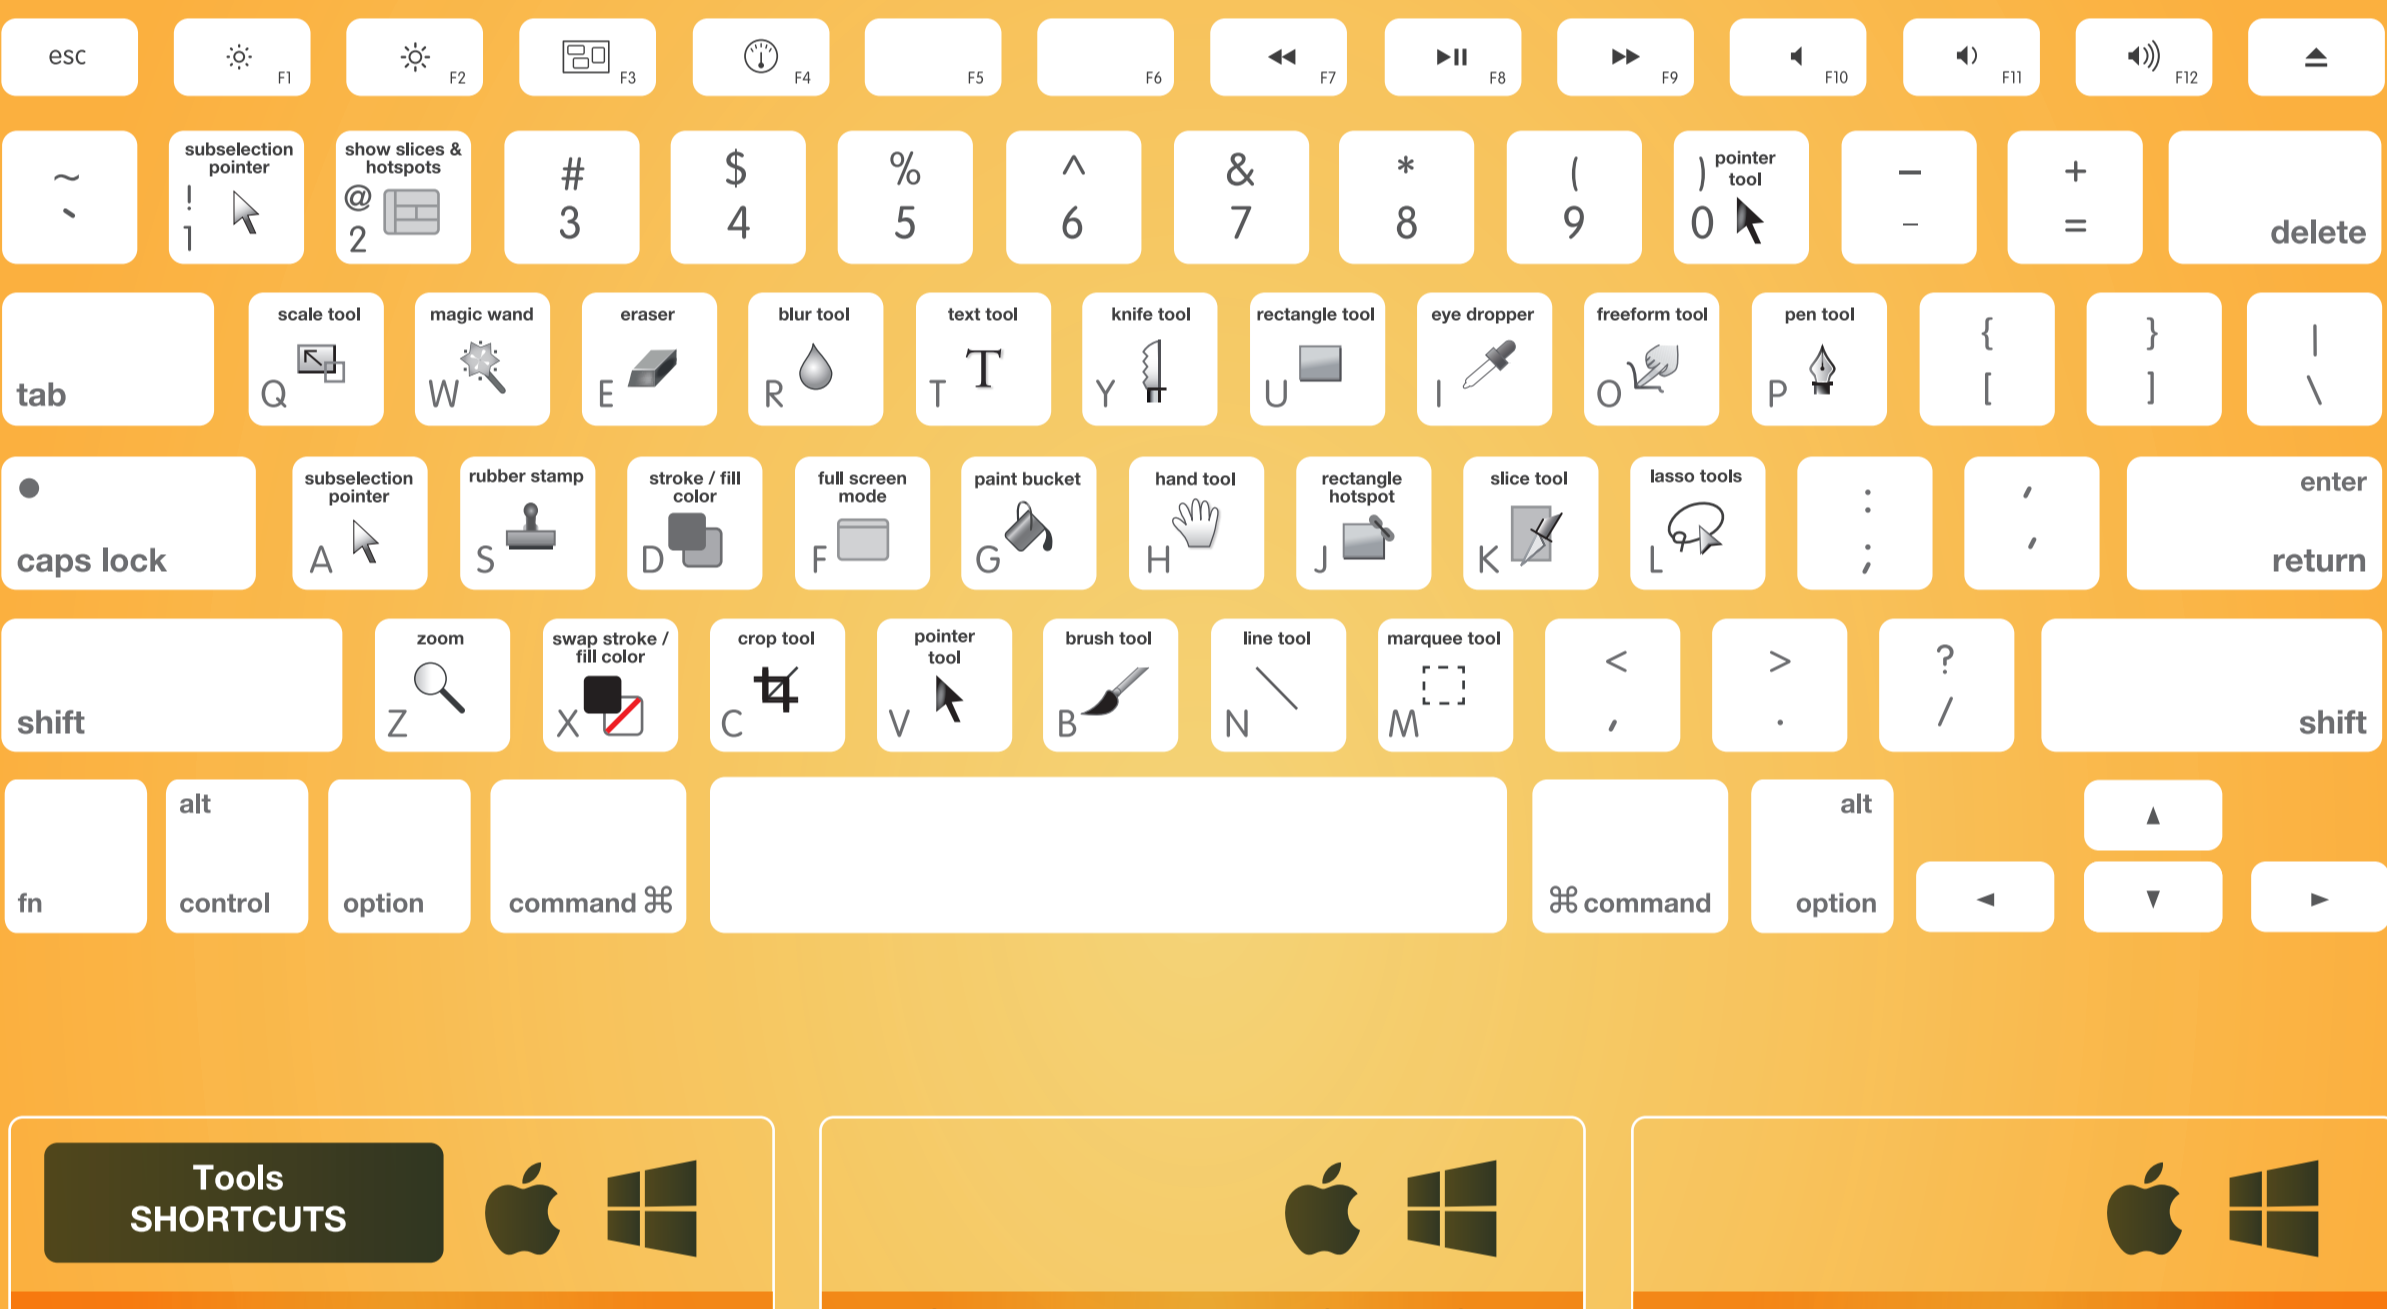 esc
F1
F2
F3
F4
F5
F6
F7
F8
F9
F10
F11
F12
~
`
subselection
pointer
!
1
show slices &
hotspots
@
2
#
3
$
4
%
5
^
6
&
7
*
8
(
9
pointer
tool
)
0
–
_
+
=
delete
tab
scale tool
Q
magic wand
W
eraser
E
blur tool
R
text tool
T
T
knife tool
Y
rectangle tool
U
eye dropper
I
freeform tool
O
pen tool
P
{
[
}
]
|
\
caps lock
subselection
pointer
A
rubber stamp
S
stroke / fill
color
D
full screen
mode
F
paint bucket
G
hand tool
H
rectangle
hotspot
J
slice tool
K
lasso tools
L
:
;
′
′
enter
return
shift
zoom
Z
swap stroke /
fill color
X
crop tool
C
pointer
tool
V
brush tool
B
line tool
N
marquee tool
M
<
,
>
.
?
/
shift
fn
alt
control
option
command ⌘
⌘ command
alt
option
Tools
SHORTCUTS